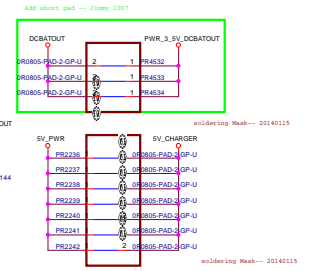 Add short pad -- Jimmy 1007
DCBATOUT PWR_3_5V_DCBATOUT
0R0805-PAD-2-GP-U 2 1 PR4532
0R0805-PAD-2-GP-U 1 PR4533
0R0805-PAD-2-GP-U 1 PR4534
OUT soldering Mask-- 20140115
5V_PWR 5V_CHARGER
PR2236 0R0805-PAD-2-GP-U
PR2237 0R0805-PAD-2-GP-U
144 PR2238 0R0805-PAD-2-GP-U
PR2239 0R0805-PAD-2-GP-U
PR2240 0R0805-PAD-2-GP-U
PR2241 0R0805-PAD-2-GP-U
PR2242 2 0R0805-PAD-2-GP-U
soldering Mask-- 20140115